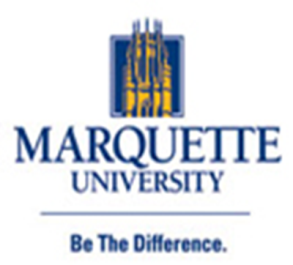 MARQUETTE
UNIVERSITY
Be The Difference.